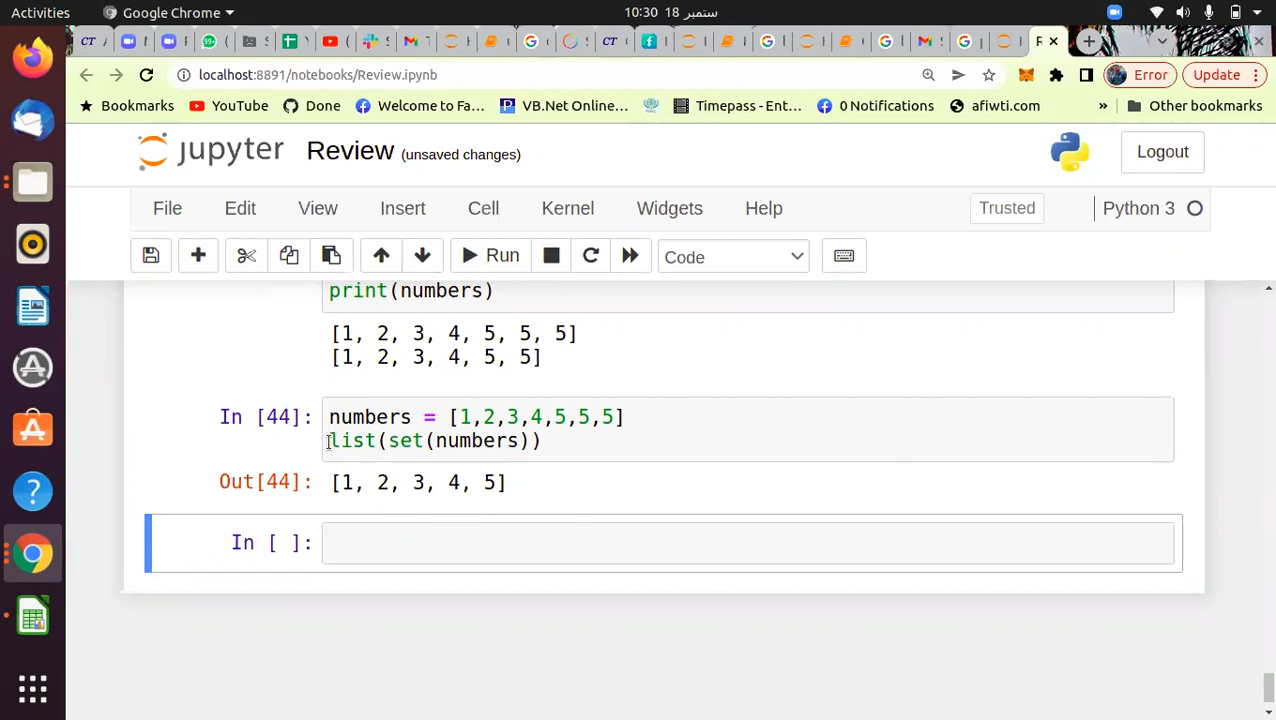 Activities
Google Chrome
10:30 18 ستمبر
localhost:8891/notebooks/Review.ipynb
Error
Update
Bookmarks
YouTube
Done
Welcome to Fa...
VB.Net Online...
Timepass - Ent...
0 Notifications
afiwti.com
»
Other bookmarks
jupyter
Review (unsaved changes)
Logout
File
Edit
View
Insert
Cell
Kernel
Widgets
Help
Trusted
Python 3
Run
Code
print(numbers)
[1, 2, 3, 4, 5, 5, 5]
[1, 2, 3, 4, 5, 5]
In [44]:
numbers = [1,2,3,4,5,5,5]
list(set(numbers))
Out[44]:
[1, 2, 3, 4, 5]
In [ ]: